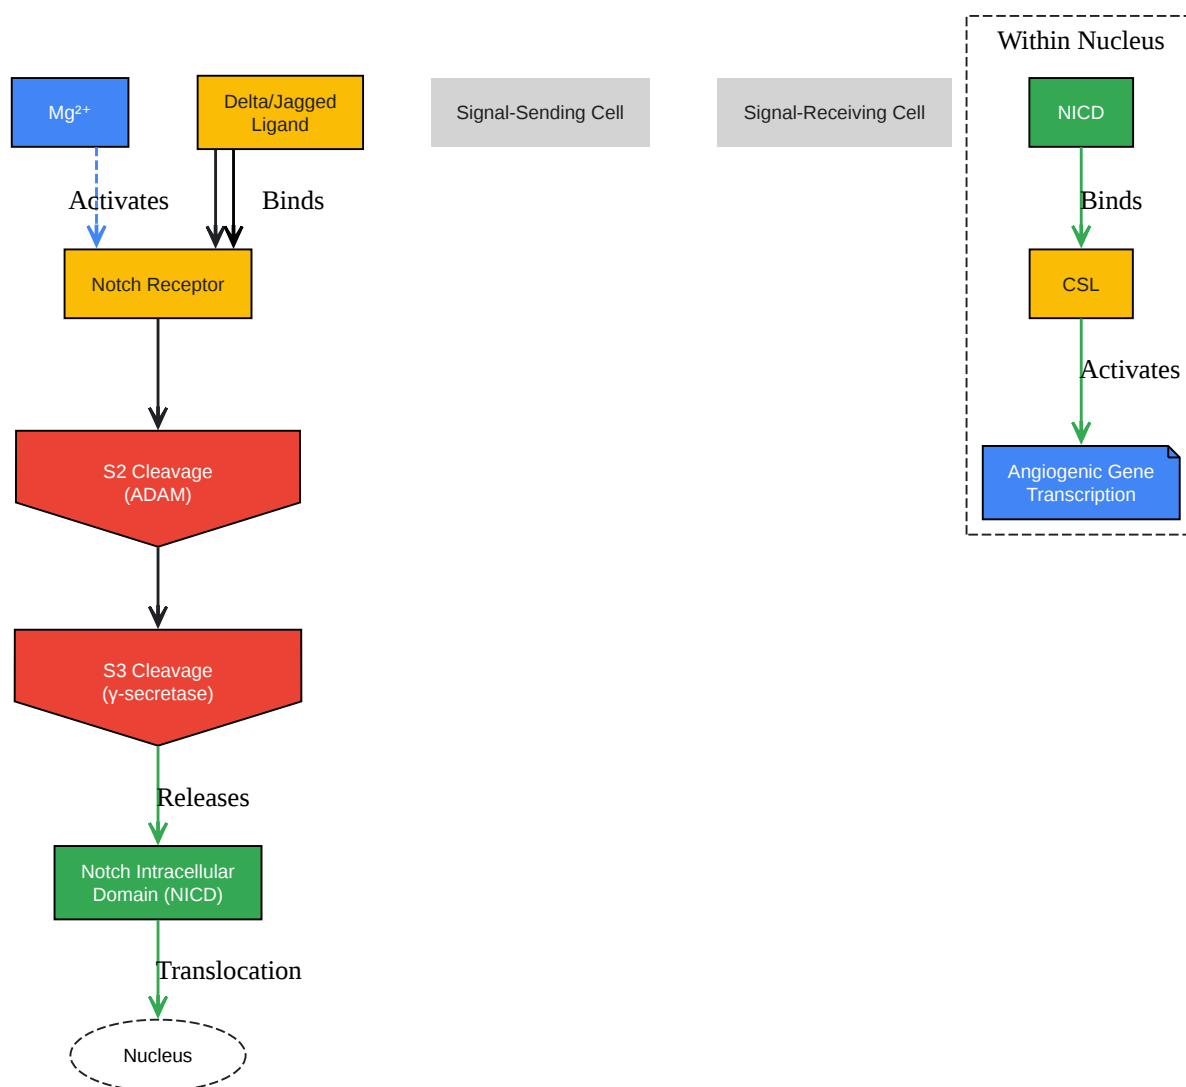 Within Nucleus
Mg²⁺
Delta/Jagged
Ligand
Signal-Sending Cell
Signal-Receiving Cell
NICD
Activates
Binds
Binds
Notch Receptor
CSL
Activates
S2 Cleavage
(ADAM)
Angiogenic Gene
Transcription
S3 Cleavage
(γ-secretase)
Releases
Notch Intracellular
Domain (NICD)
Translocation
Nucleus